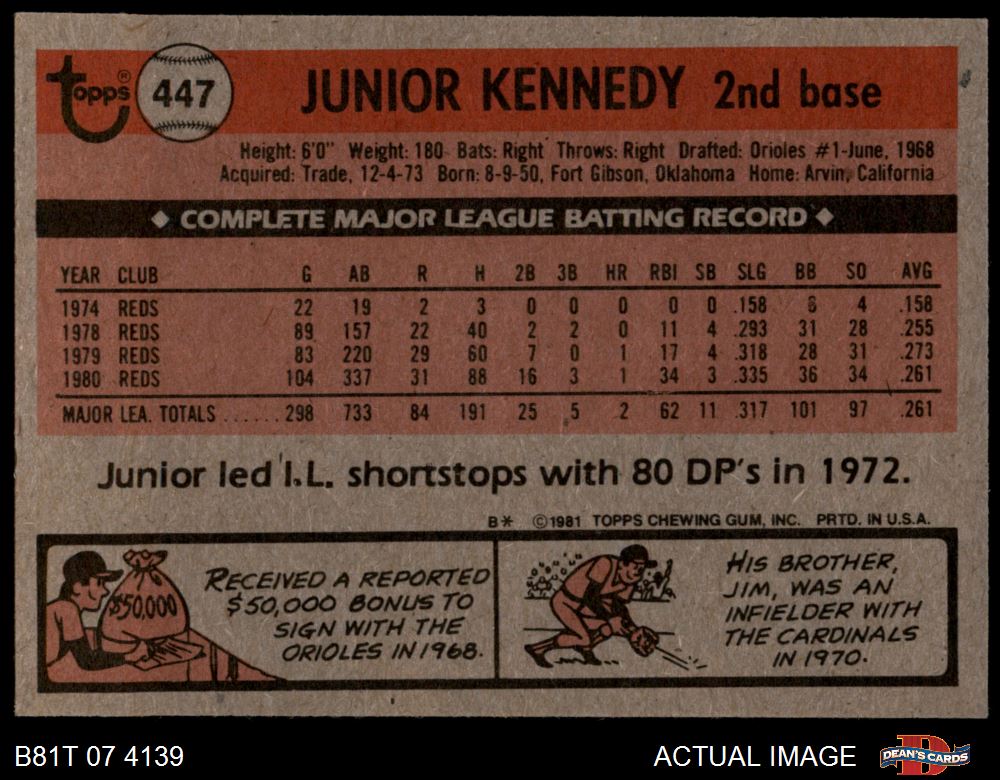 topps®
447
JUNIOR KENNEDY 2nd base
Height: 6'0" Weight: 180 Bats: Right Throws: Right Drafted: Orioles #1-June, 1968
Acquired: Trade, 12-4-73 Born: 8-9-50, Fort Gibson, Oklahoma Home: Arvin, California
◆ COMPLETE MAJOR LEAGUE BATTING RECORD ◆
YEAR CLUB G AB R H 2B 3B HR RBI SB SLG BB SO AVG
1974 REDS 22 19 2 3 0 0 0 0 0 .158 6 4 .158
1978 REDS 89 157 22 40 2 2 0 11 4 .293 31 28 .255
1979 REDS 83 220 29 60 7 0 1 17 4 .318 28 31 .273
1980 REDS 104 337 31 88 16 3 1 34 3 .335 36 34 .261
MAJOR LEA. TOTALS ...... 298 733 84 191 25 5 2 62 11 .317 101 97 .261
Junior led I.L. shortstops with 80 DP's in 1972.
B* ©1981 TOPPS CHEWING GUM, INC. PRTD. IN U.S.A.
$50,000
RECEIVED A REPORTED
$50,000 BONUS TO
SIGN WITH THE
ORIOLES IN 1968.
HIS BROTHER,
JIM, WAS AN
INFIELDER WITH
THE CARDINALS
IN 1970.
B81T 07 4139
ACTUAL IMAGE
D
DEAN'S CARDS